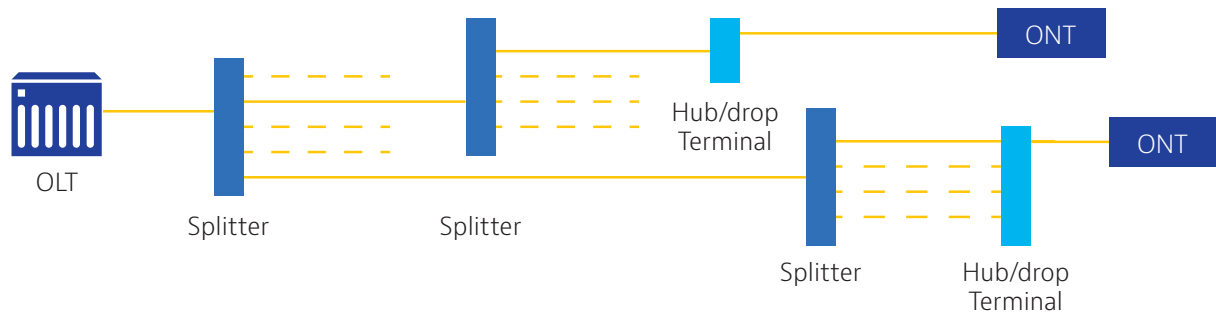 ONT
Hub/drop
Terminal
ONT
OLT
Splitter
Splitter
Splitter
Hub/drop
Terminal